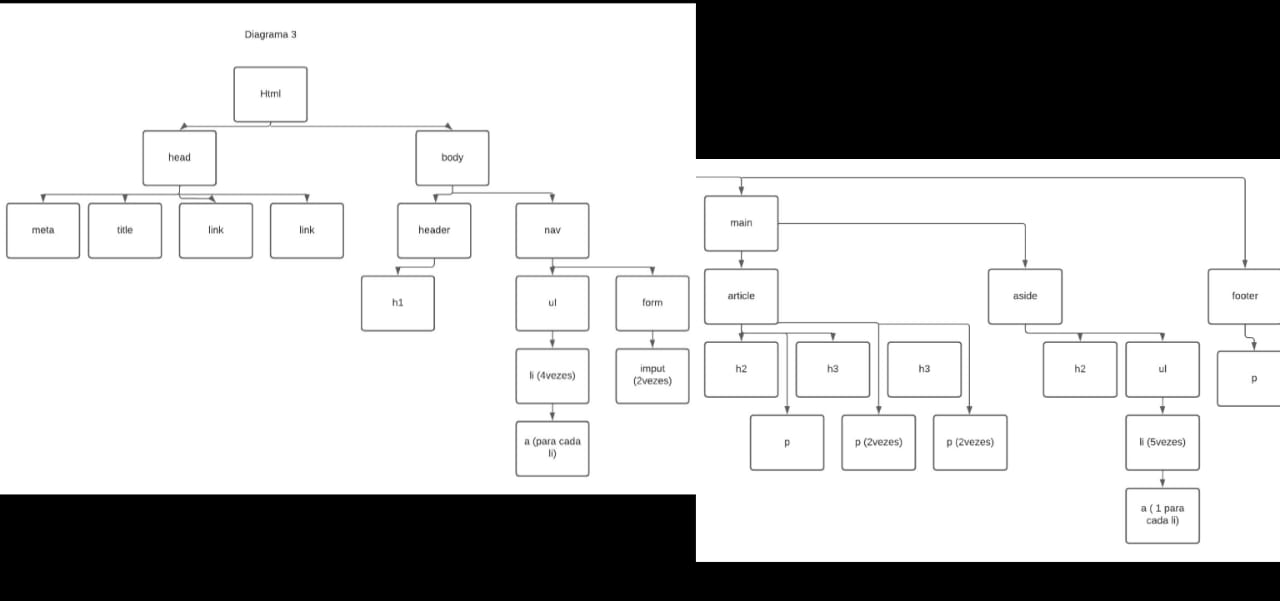 Diagrama 3
Html
head
body
meta
title
link
link
header
nav
h1
ul
form
li (4vezes)
imput
(2vezes)
a (para cada
li)
main
article
aside
footer
h2
h3
h3
h2
ul
p
p
p (2vezes)
p (2vezes)
li (5vezes)
a ( 1 para
cada li)